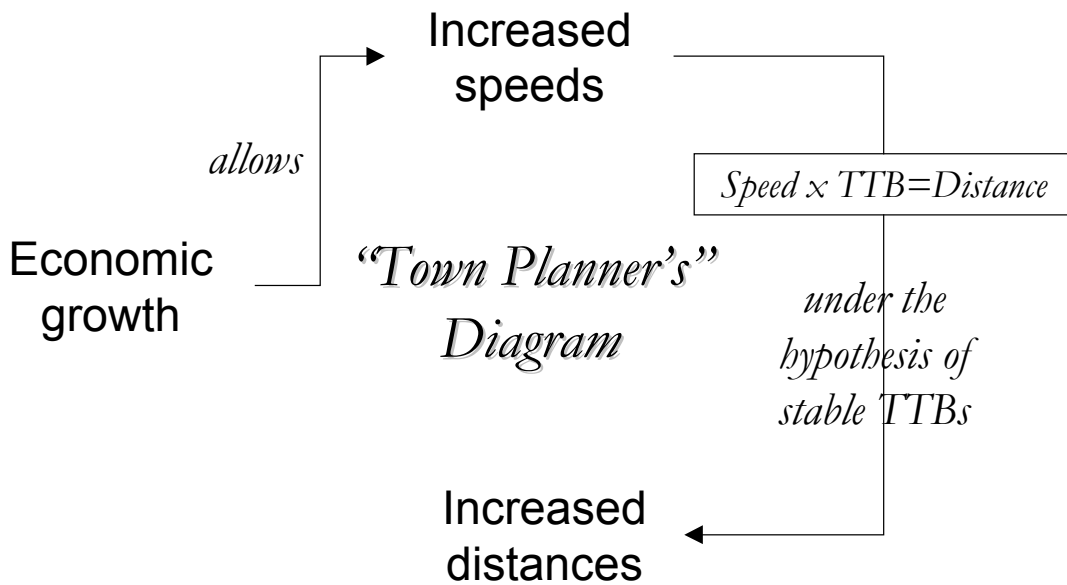 Increased
speeds
allows
Speed x TTB=Distance
Economic
growth
“Town Planner’s”
Diagram
under the
hypothesis of
stable TTBs
Increased
distances